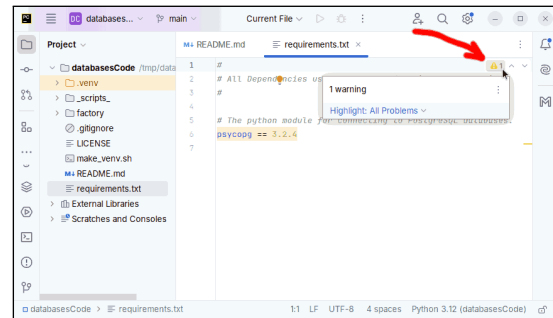 PC DC databases... main Current File
Project
M↓ README.md requirements.txt
databasesCode /tmp/data
.venv
_scripts_
factory
.gitignore
LICENSE
make_venv.sh
M↓ README.md
requirements.txt
External Libraries
Scratches and Consoles
1 #
2 # All Dependencies us
3 #
4
5 # The python module for connecting to PostgreSQL databases.
6 psycopg == 3.2.4
7
1
1 warning
Highlight: All Problems
databasesCode > requirements.txt 1:1 LF UTF-8 4 spaces Python 3.12 (databasesCode)